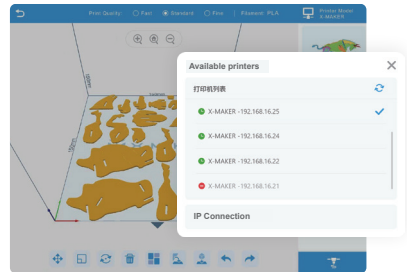 Print Quality:
Fast
Standard
Fine
Filament: PLA
Printer Model
X-MAKER
Available printers
打印机列表
X-MAKER -192.168.16.25
X-MAKER -192.168.16.24
X-MAKER -192.168.16.22
X-MAKER -192.168.16.21
IP Connection